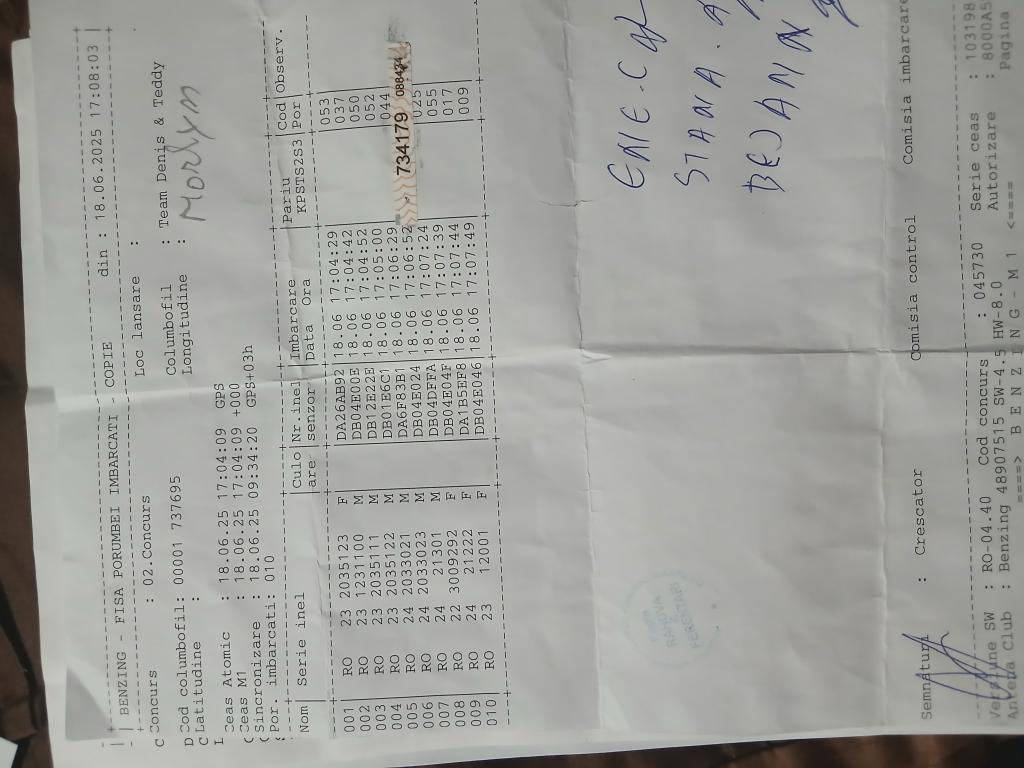 BENZING - FISA PORUMBEI IMBARCATI - COPIE din : 18.06.2025 17:08:03
Concurs : 02.Concurs Loc lansare :
Cod columbofil: 00001 737695 Columbofil : Team Denis & Teddy
Latitudine : Longitudine :
Ceas Atomic : 18.06.25 17:04:09 GPS
Ceas M1 : 18.06.25 17:04:09 +000
Sincronizare : 18.06.25 09:34:20 GPS+03h
Por. imbarcati: 010
Nom | Serie inel |Culo|Nr.inel|Imbarcare |Pariu |Cod|Observ.
are |senzor |Data Ora | KPSTS2S3|Por|
001 RO 23 2035123 F DA26AB92 18.06 17:04:29 053
002 RO 23 1231100 M DB04E00E 18.06 17:04:42 037
003 RO 23 2035111 M DB12E22E 18.06 17:04:52 050
004 RO 23 2035122 M DB01E6C1 18.06 17:05:00 052
005 RO 24 2033021 M DA6F83B1 18.06 17:06:29 044
006 RO 24 2033023 M DB04E024 18.06 17:06:52 734179 088474
007 RO 24 21301 M DB04DFFA 18.06 17:07:24 025
008 RO 22 3009292 F DB04E04F 18.06 17:07:39 055
009 RO 24 21222 F DA1B5EE8 18.06 17:07:44 017
010 RO 23 12001 F DB04E046 18.06 17:07:49 009
STANA. A
BEJAN
Semnaturi : Crescator Comisia control Comisia imbarcare
Versiune SW : RO-04.40 Cod concurs : 045730 Serie ceas : 103198
Antena Club : Benzing 48907515 SW-4.5 HW-8.0 Autorizare : 8000A5
====> B E N Z I N G - M 1 <==== Pagina